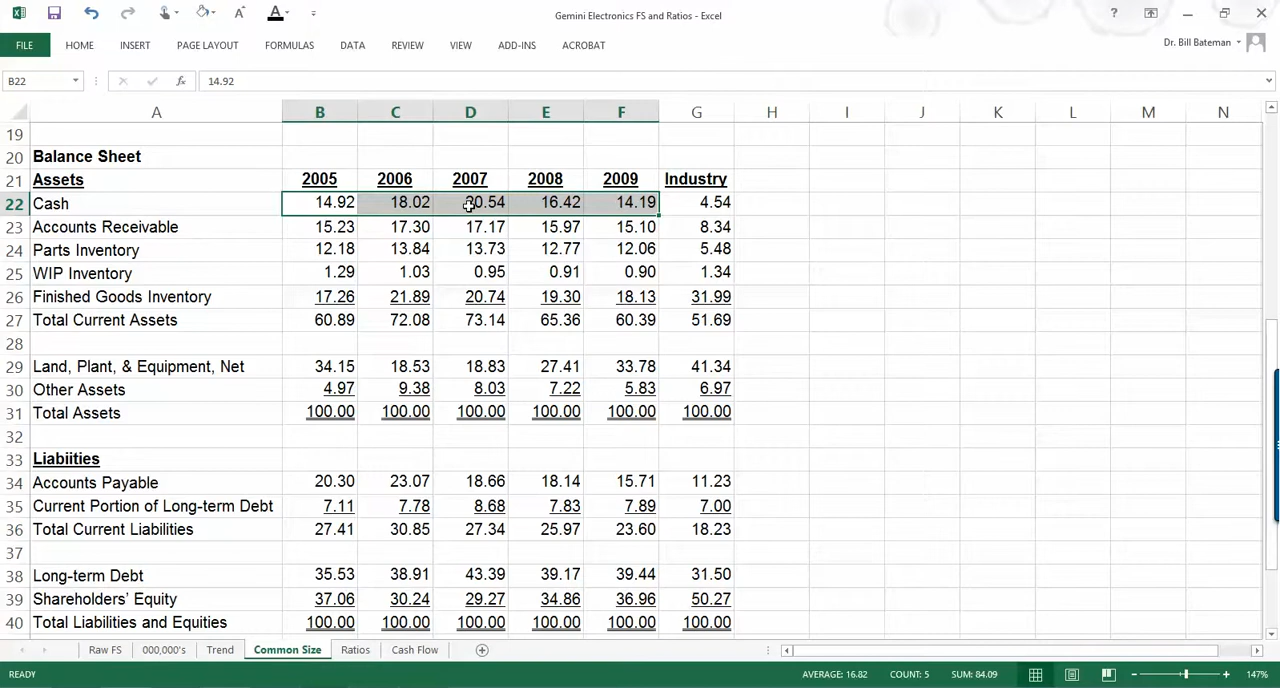 Gemini Electronics FS and Ratios - Excel
FILE HOME INSERT PAGE LAYOUT FORMULAS DATA REVIEW VIEW ADD-INS ACROBAT Dr. Bill Bateman
B22 fx 14.92
A B C D E F G H I J K L M N
19
20 Balance Sheet
21 Assets 2005 2006 2007 2008 2009 Industry
22 Cash 14.92 18.02 20.54 16.42 14.19 4.54
23 Accounts Receivable 15.23 17.30 17.17 15.97 15.10 8.34
24 Parts Inventory 12.18 13.84 13.73 12.77 12.06 5.48
25 WIP Inventory 1.29 1.03 0.95 0.91 0.90 1.34
26 Finished Goods Inventory 17.26 21.89 20.74 19.30 18.13 31.99
27 Total Current Assets 60.89 72.08 73.14 65.36 60.39 51.69
28
29 Land, Plant, & Equipment, Net 34.15 18.53 18.83 27.41 33.78 41.34
30 Other Assets 4.97 9.38 8.03 7.22 5.83 6.97
31 Total Assets 100.00 100.00 100.00 100.00 100.00 100.00
32
33 Liabiities
34 Accounts Payable 20.30 23.07 18.66 18.14 15.71 11.23
35 Current Portion of Long-term Debt 7.11 7.78 8.68 7.83 7.89 7.00
36 Total Current Liabilities 27.41 30.85 27.34 25.97 23.60 18.23
37
38 Long-term Debt 35.53 38.91 43.39 39.17 39.44 31.50
39 Shareholders' Equity 37.06 30.24 29.27 34.86 36.96 50.27
40 Total Liabilities and Equities 100.00 100.00 100.00 100.00 100.00 100.00
Raw FS 000,000's Trend Common Size Ratios Cash Flow
READY AVERAGE: 16.82 COUNT: 5 SUM: 84.09 147%